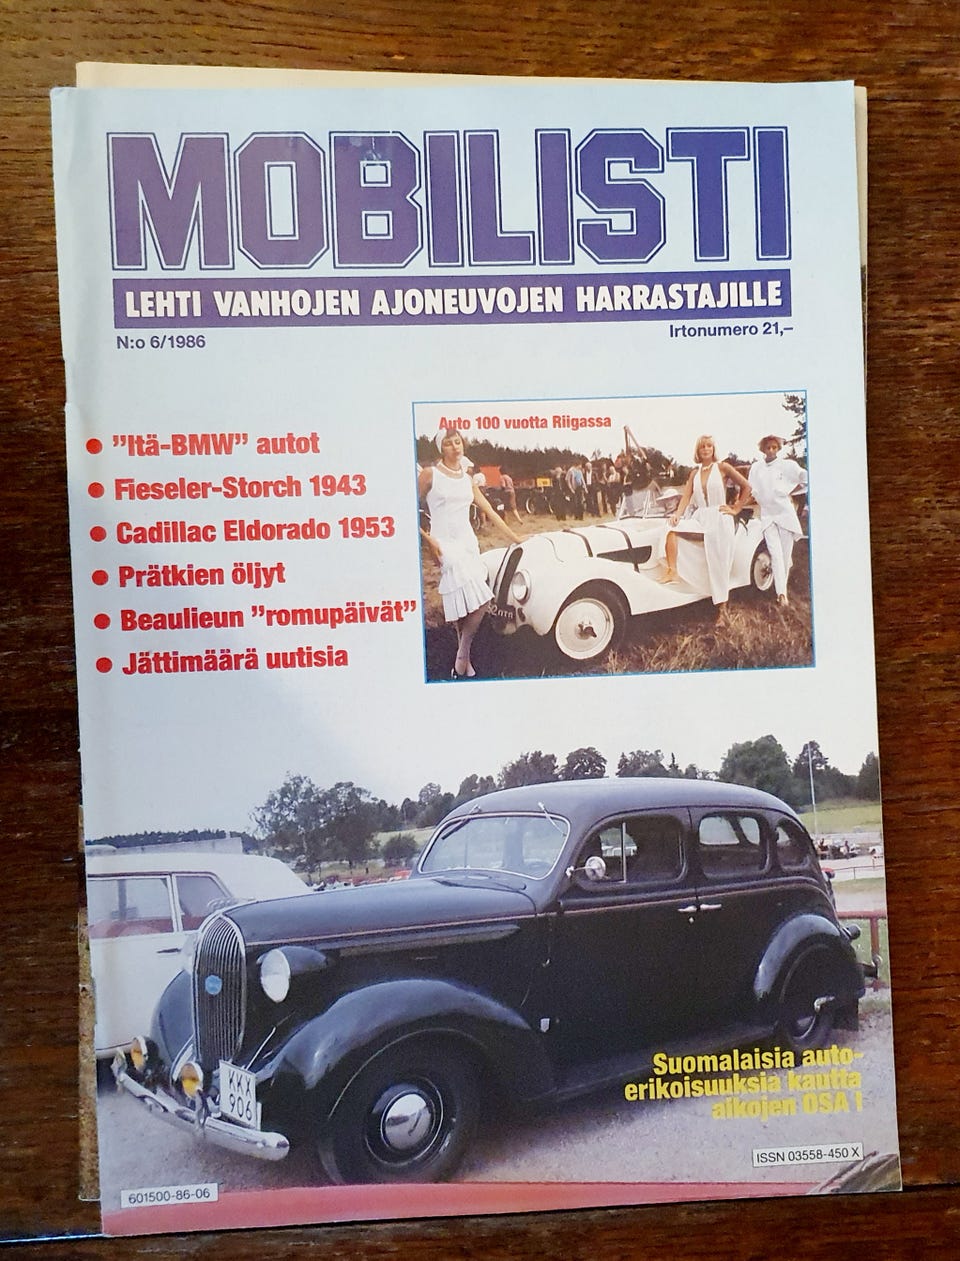 MOBILISTI
LEHTI VANHOJEN AJONEUVOJEN HARRASTAJILLE
N:o 6/1986
Irtonumero 21,–
• ”Itä-BMW” autot
• Fieseler-Storch 1943
• Cadillac Eldorado 1953
• Prätkien öljyt
• Beaulieun ”romupäivät”
• Jättimäärä uutisia
Auto 100 vuotta Riigassa
KKX
906
Suomalaisia auto-
erikoisuuksia kautta
aikojen OSA I
ISSN 03558-450 X
601500-86-06